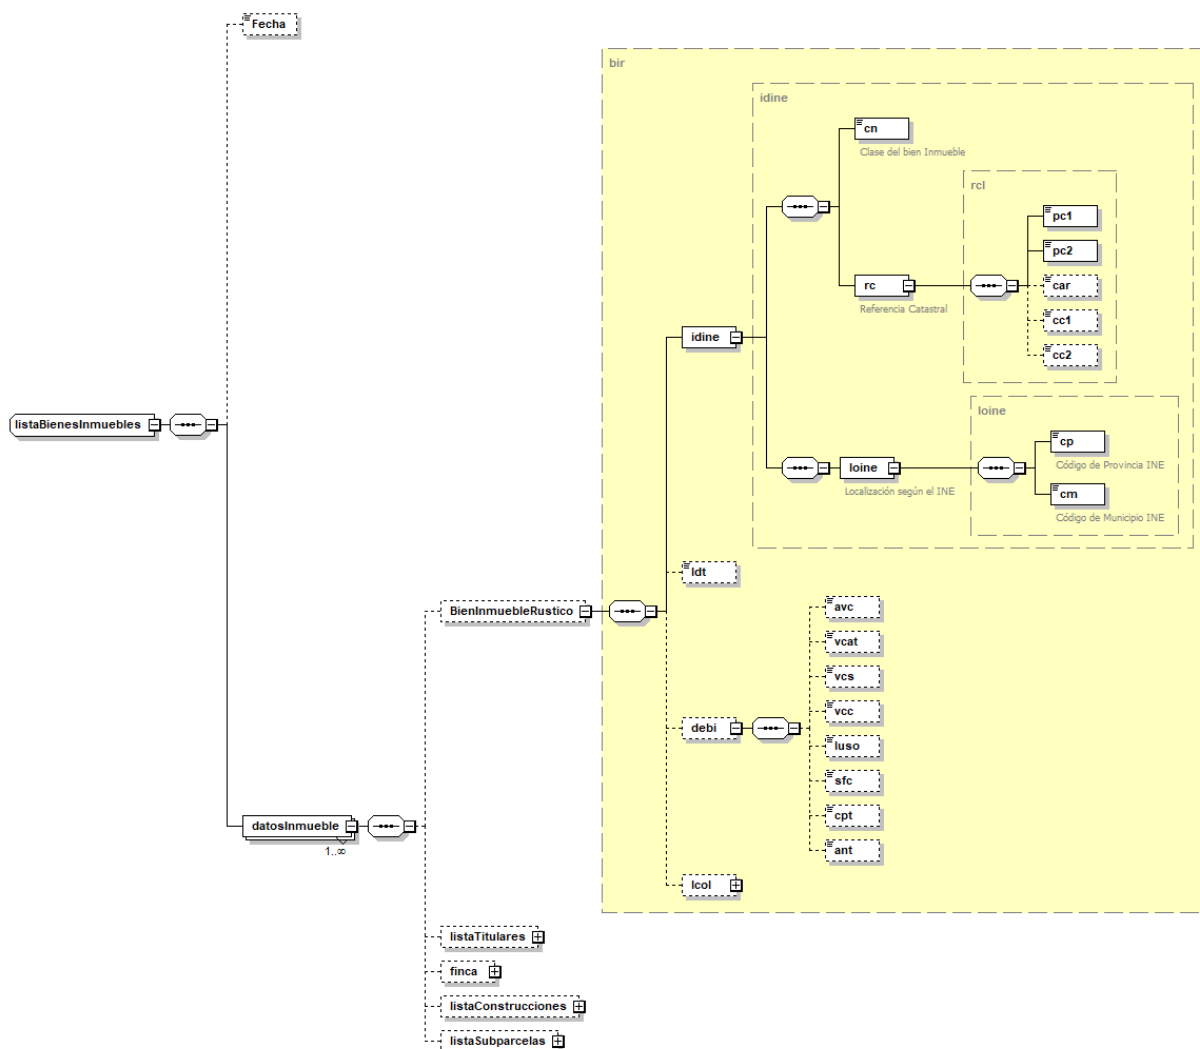 Fecha
bir
idine
cn
Clase del bien Inmueble
rcl
pc1
pc2
rc
car
Referencia Catastral
cc1
idine
cc2
loine
listaBienesInmuebles
cp
Código de Provincia INE
loine
Localización según el INE
cm
Código de Municipio INE
ldt
BienInmuebleRustico
avc
vcat
vcs
vcc
debi
luso
sfc
cpt
datosInmueble
1..∞
ant
lcol
listaTitulares
finca
listaConstrucciones
listaSubparcelas